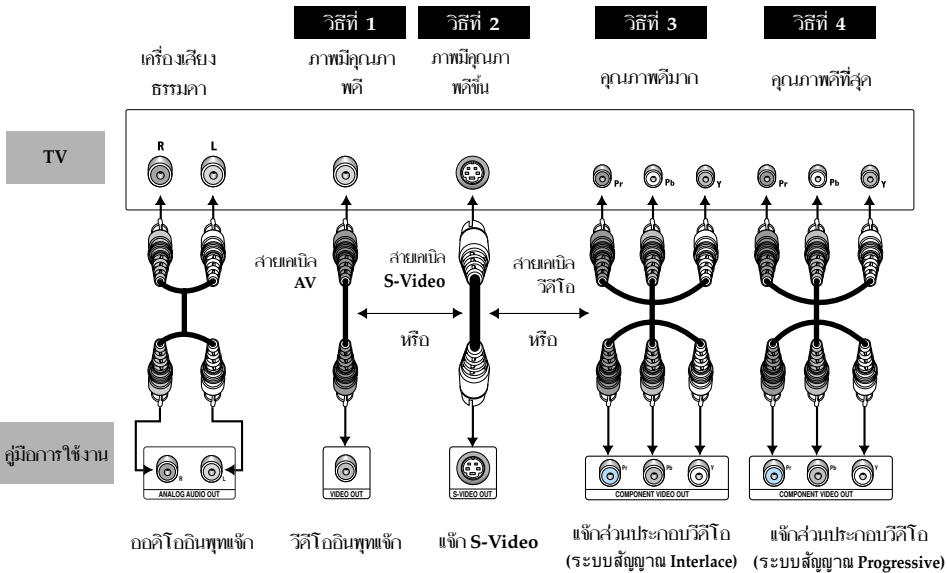 วิธีที่ 1
วิธีที่ 2
วิธีที่ 3
วิธีที่ 4
เครื่องเสียง
ธรรมดา
ภาพมีคุณภา
พดี
ภาพมีคุณภา
พดีขึ้น
คุณภาพดีมาก
คุณภาพดีที่สุด
TV
R
L
Pr
Pb
Y
Pr
Pb
Y
สายเคเบิล
AV
สายเคเบิล
S-Video
สายเคเบิล
วีดีโอ
หรือ
หรือ
คู่มือการใช้งาน
R
L
ANALOG AUDIO OUT
VIDEO OUT
S-VIDEO OUT
Pr
Pb
Y
COMPONENT VIDEO OUT
Pr
Pb
Y
COMPONENT VIDEO OUT
ออดิโออินพุทแจ๊ก
วีดีโออินพุทแจ๊ก
แจ๊ก S-Video
แจ๊กส่วนประกอบวีดีโอ
(ระบบสัญญาณ Interlace)
แจ๊กส่วนประกอบวีดีโอ
(ระบบสัญญาณ Progressive)